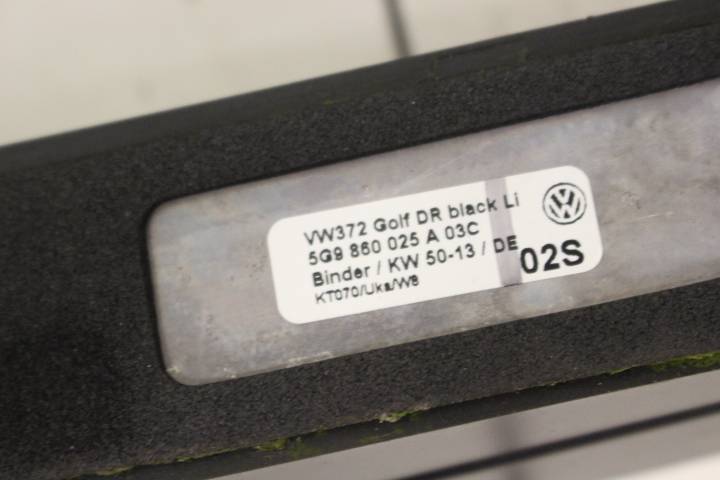 VW372 Golf DR black Li
5G9 860 025 A 03C
Binder / KW 50-13 / DE
02S
KT070/Uka/W8